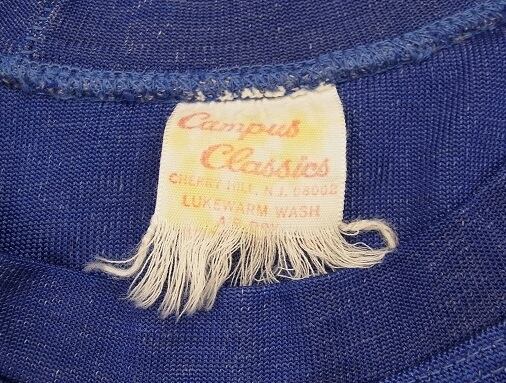 Campus
Classics
CHERRY HILL, N.J. 08002
LUKEWARM WASH